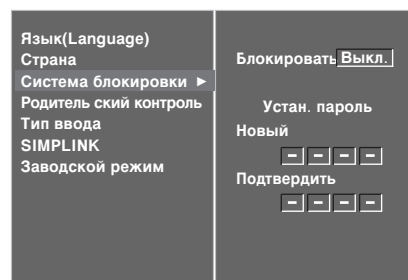 Язык(Language)
Страна
Система блокировки ►
Родитель ский контроль
Тип ввода
SIMPLINK
Заводской режим
Блокировать Выкл.
Устан. пароль
Новый
– – – –
Подтвердить
– – – –